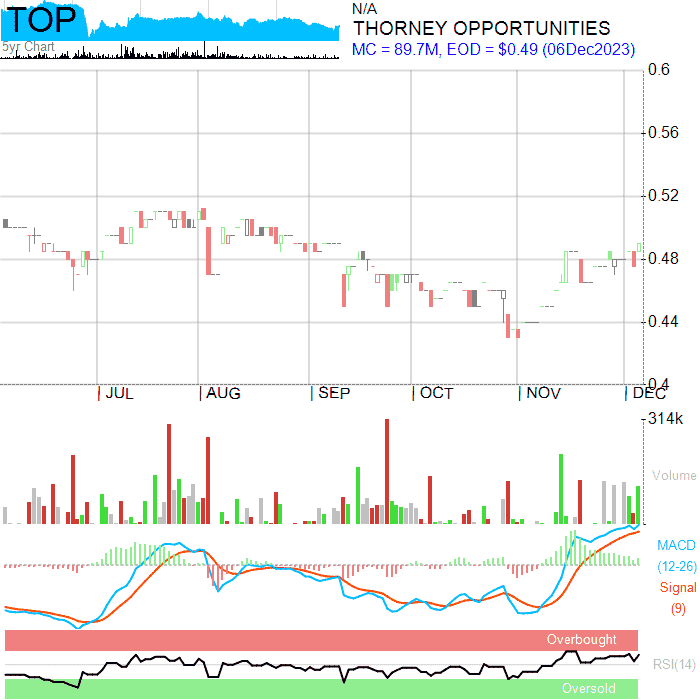 TOP
5yr Chart
N/A
THORNEY OPPORTUNITIES
MC = 89.7M, EOD = $0.49 (06Dec2023)
0.6
0.56
0.52
0.48
0.44
0.4
JUL
AUG
SEP
OCT
NOV
DEC
314k
Volume
MACD
(12-26)
Signal
(9)
Overbought
RSI(14)
Oversold